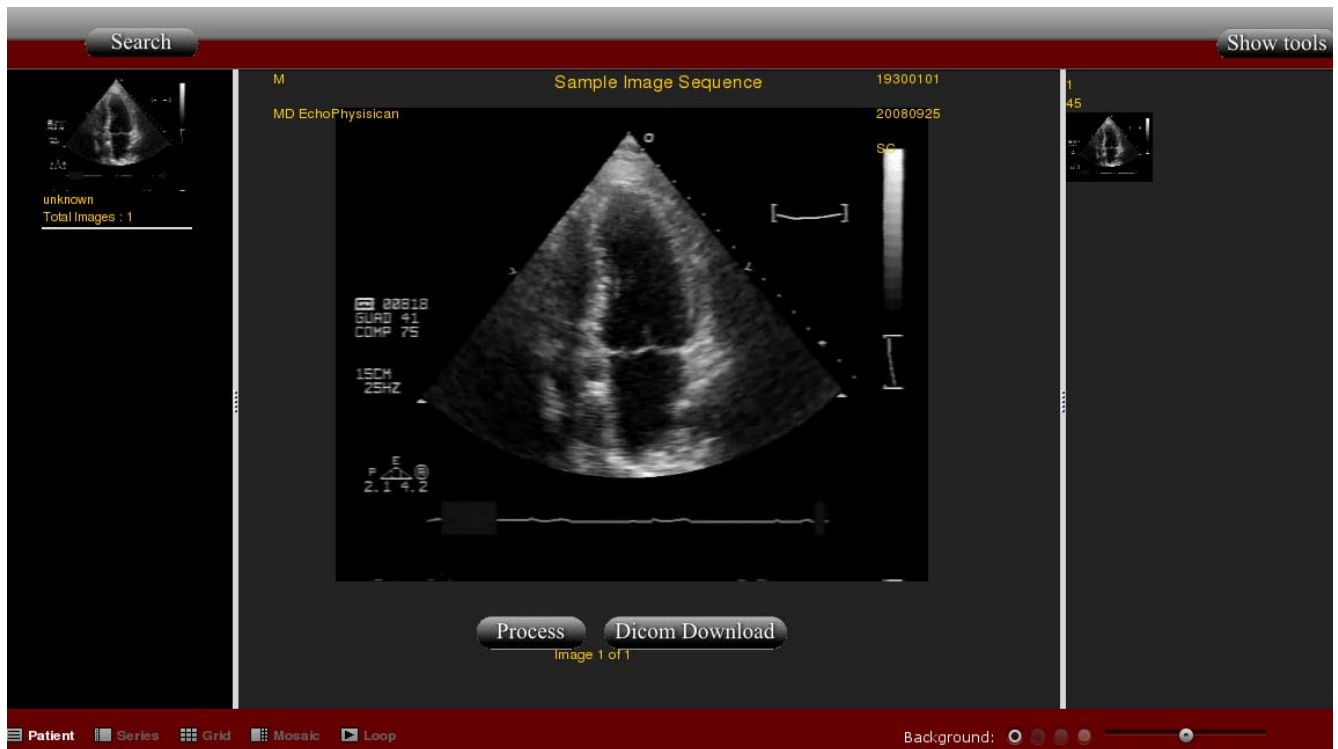 Search
Show tools
M
Sample Image Sequence
19300101
MD EchoPhysisican
20080925
SC
unknown
Total Images : 1
1
45
00818
GUAD 41
COMP 75
15CM
25HZ
P E R
2.1 4.2
Process
Dicom Download
Image 1 of 1
Patient
Series
Grid
Mosaic
Loop
Background: